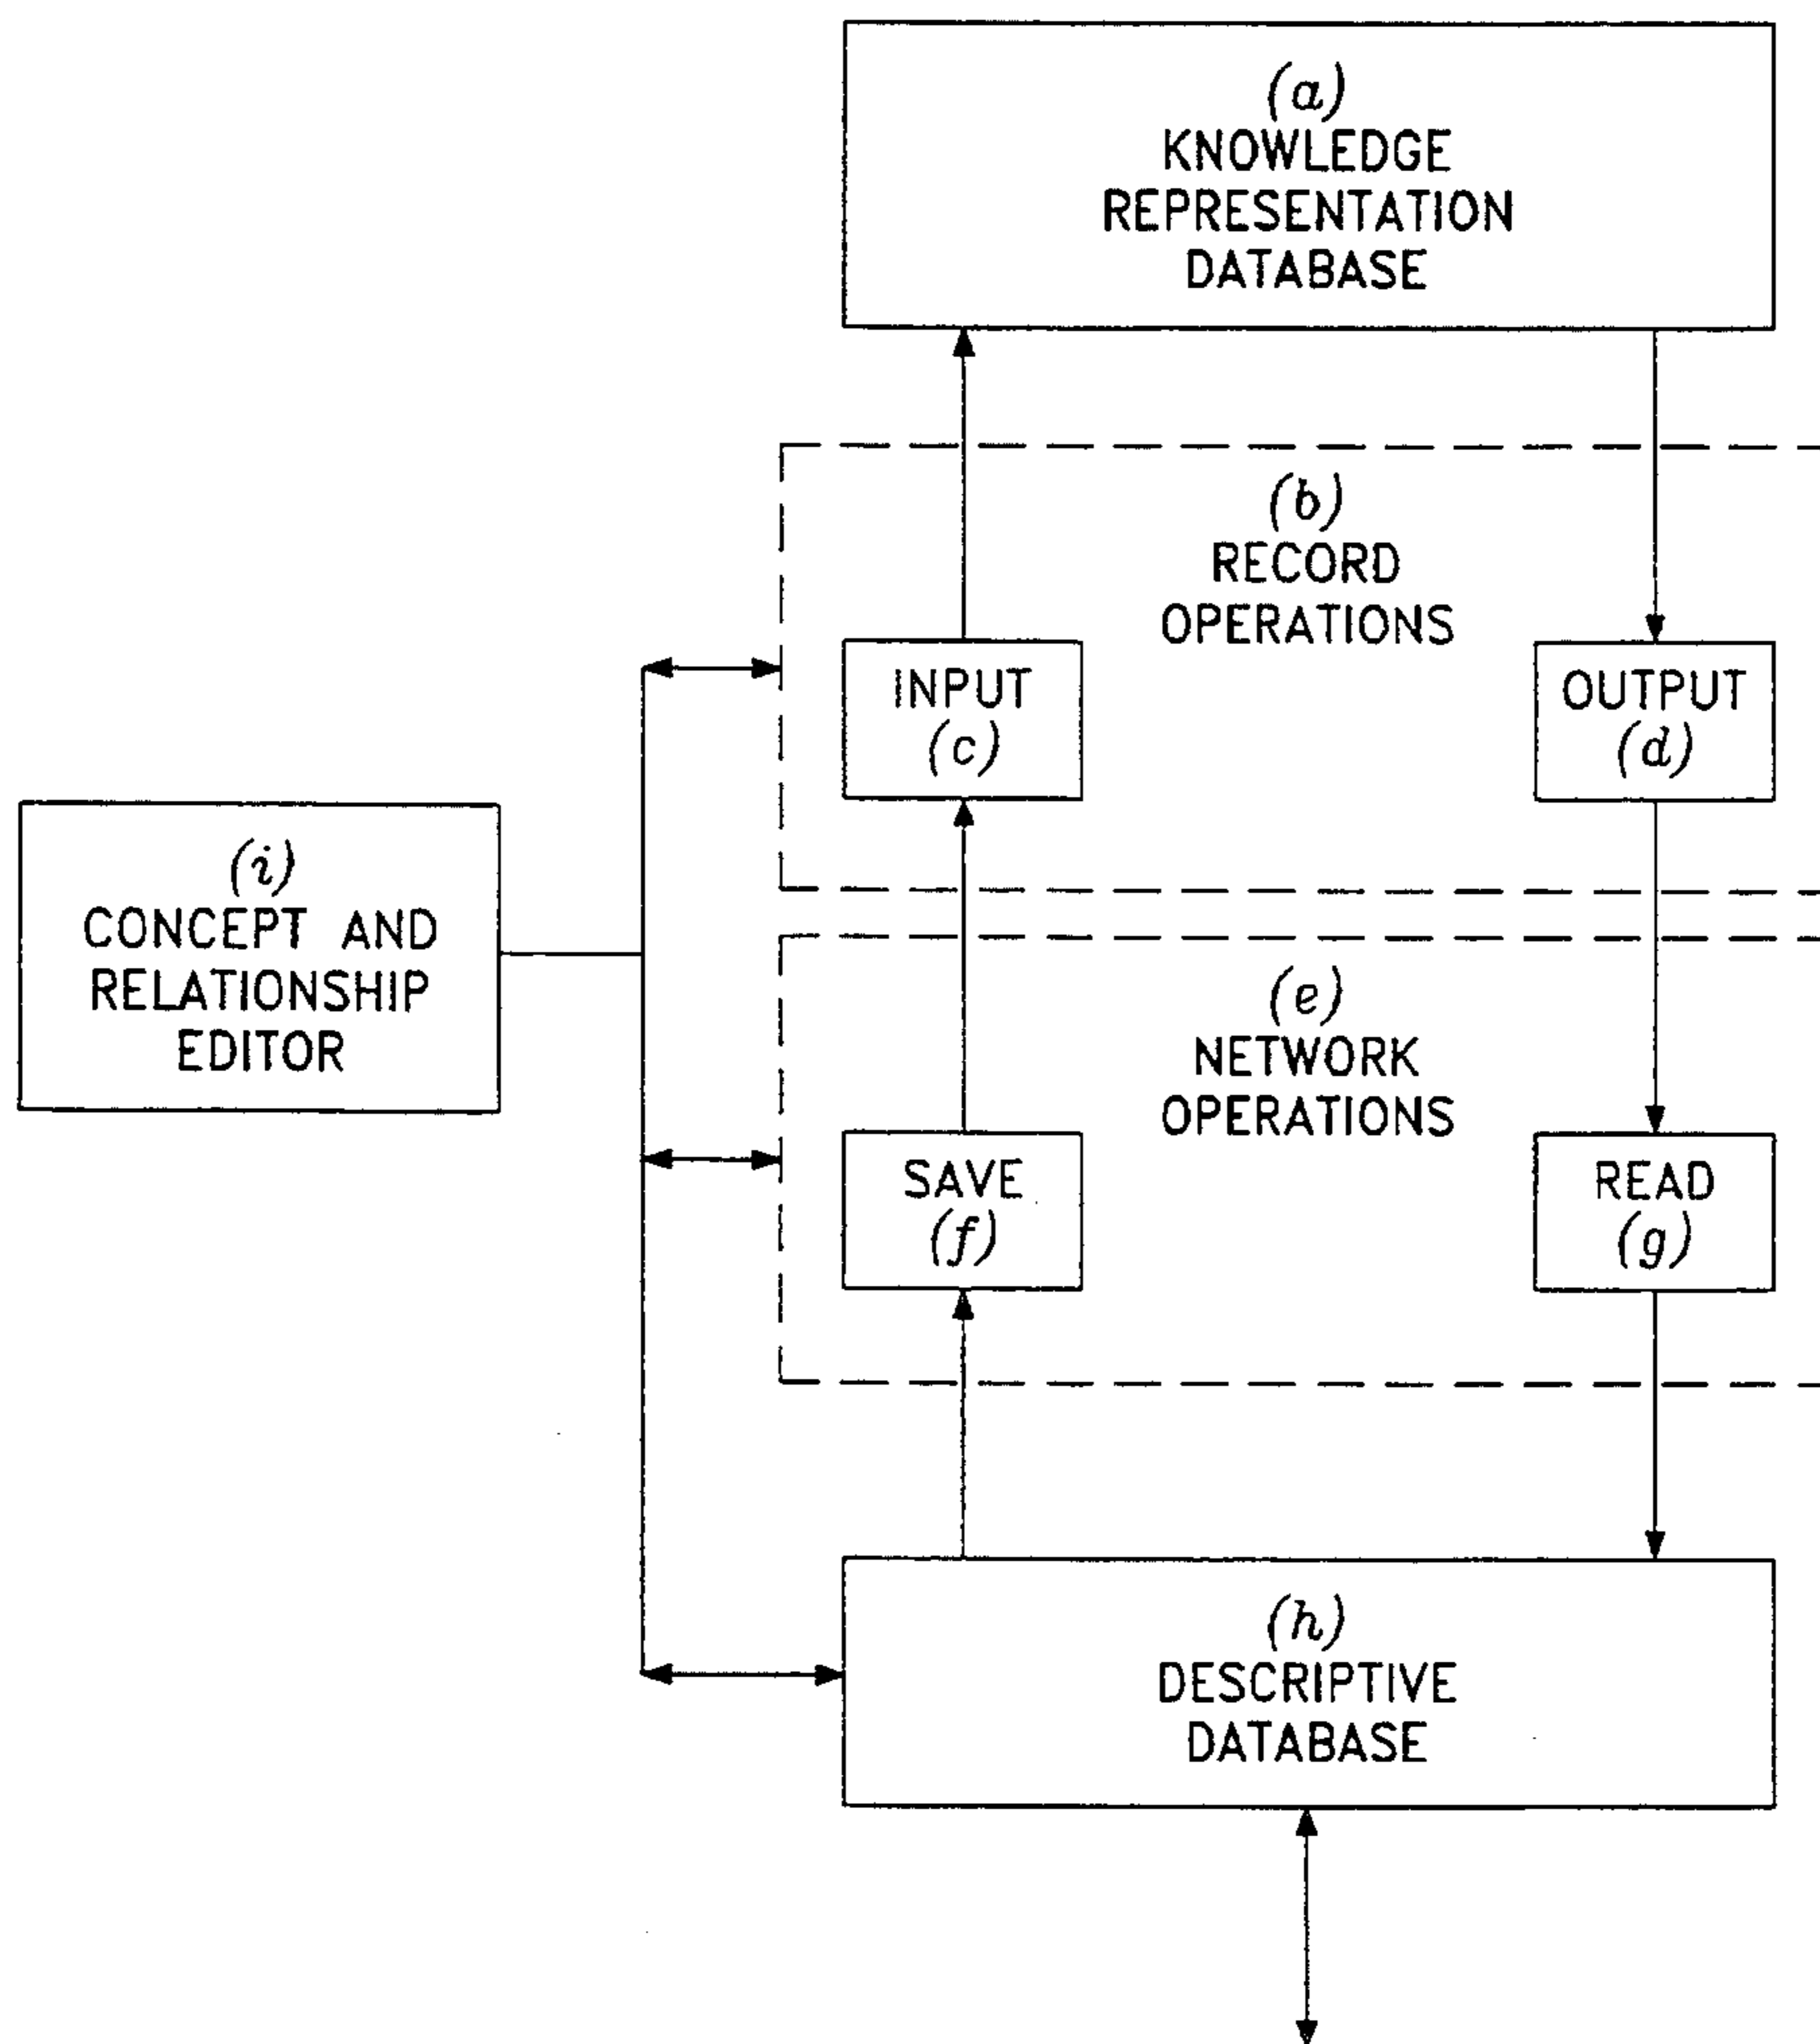 (a)
KNOWLEDGE
REPRESENTATION
DATABASE
(b)
RECORD
OPERATIONS
INPUT
(c)
OUTPUT
(d)
(i)
CONCEPT AND
RELATIONSHIP
EDITOR
(e)
NETWORK
OPERATIONS
SAVE
(f)
READ
(g)
(h)
DESCRIPTIVE
DATABASE